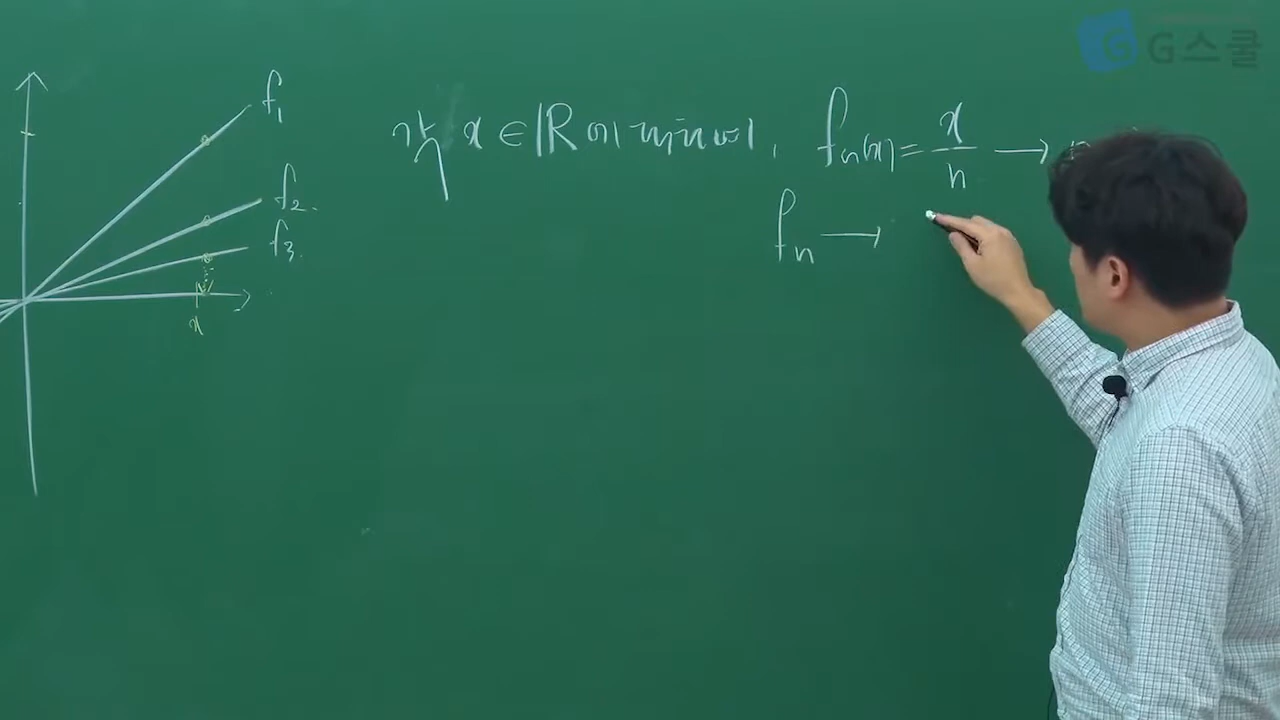 G스쿨
f₁
각 x ∈ ℝ에 대하여, fₙ(x) = x/n →
f₂.
fₙ →
f₃.
x